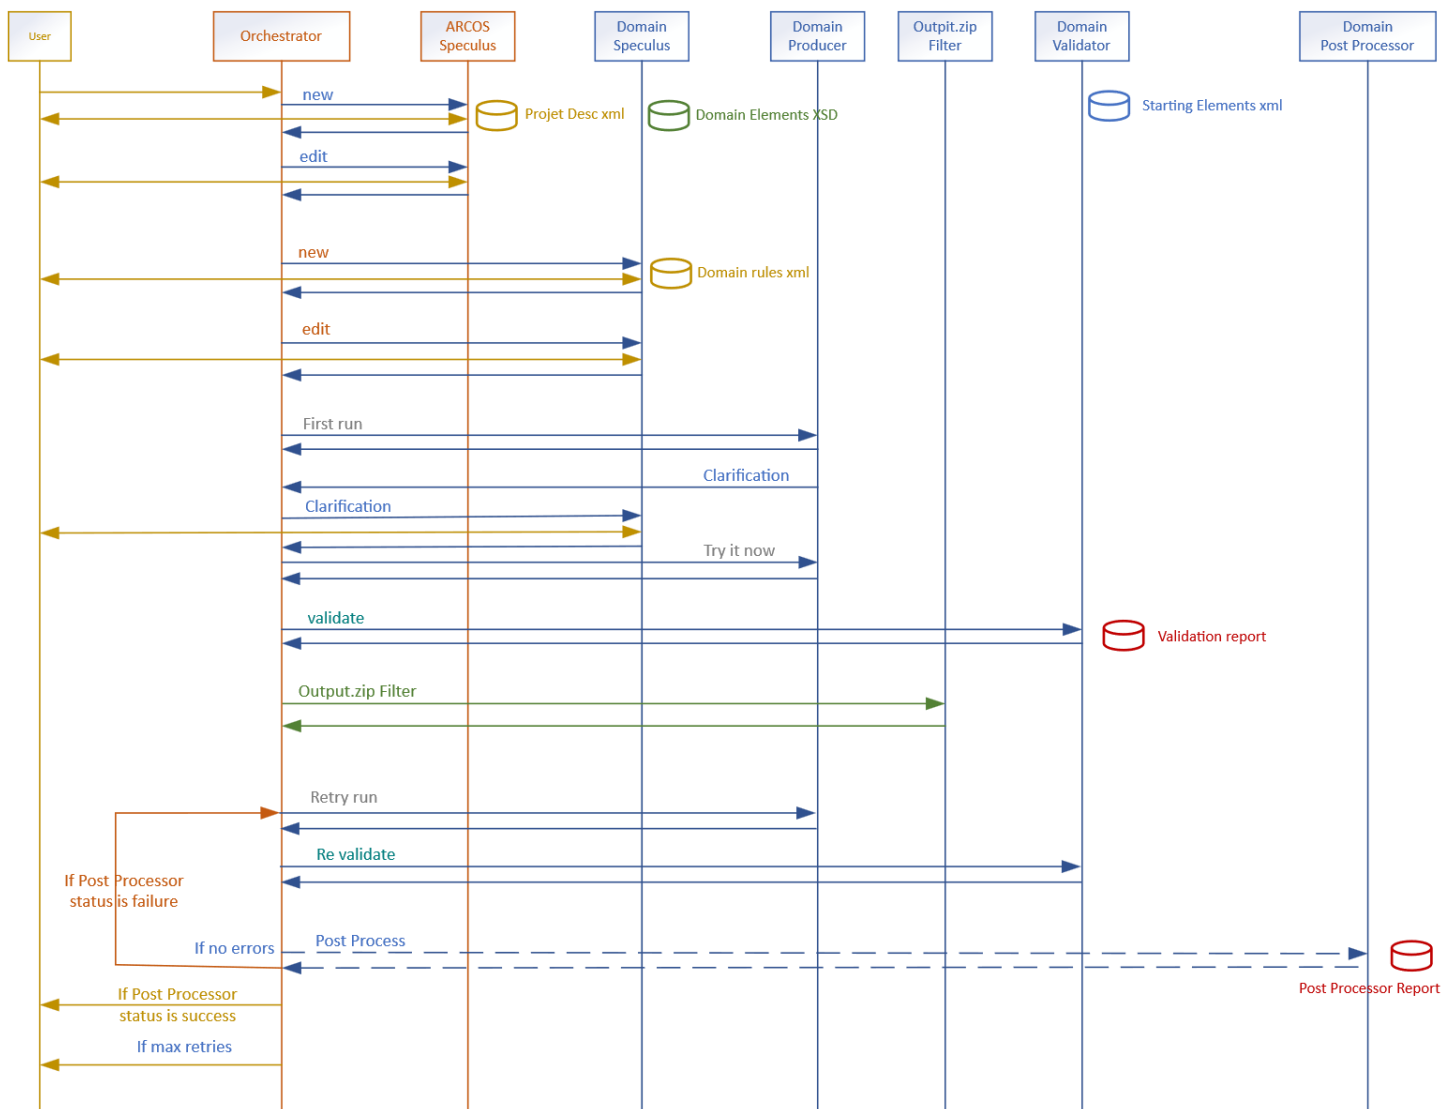 User
Orchestrator
ARCOS
Speculus
Domain
Speculus
Domain
Producer
Outpit.zip
Filter
Domain
Validator
Domain
Post Processor
new
Projet Desc xml
Domain Elements XSD
Starting Elements xml
edit
new
Domain rules xml
edit
First run
Clarification
Clarification
Try it now
validate
Validation report
Output.zip Filter
Retry run
Re validate
If Post Processor
status is failure
If no errors
Post Process
Post Processor Report
If Post Processor
status is success
If max retries